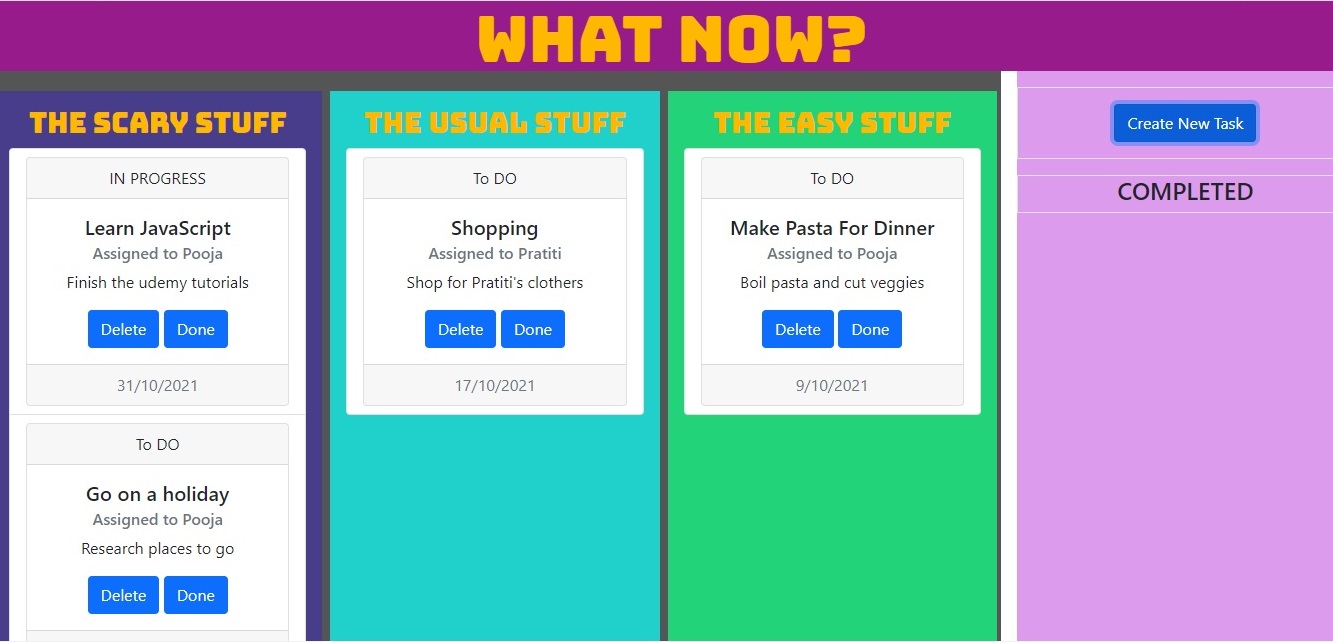 WHAT NOW?
THE SCARY STUFF
IN PROGRESS
Learn JavaScript
Assigned to Pooja
Finish the udemy tutorials
Delete Done
31/10/2021
To DO
Go on a holiday
Assigned to Pooja
Research places to go
Delete Done
THE USUAL STUFF
To DO
Shopping
Assigned to Pratiti
Shop for Pratiti's clothers
Delete Done
17/10/2021
THE EASY STUFF
To DO
Make Pasta For Dinner
Assigned to Pooja
Boil pasta and cut veggies
Delete Done
9/10/2021
Create New Task
COMPLETED